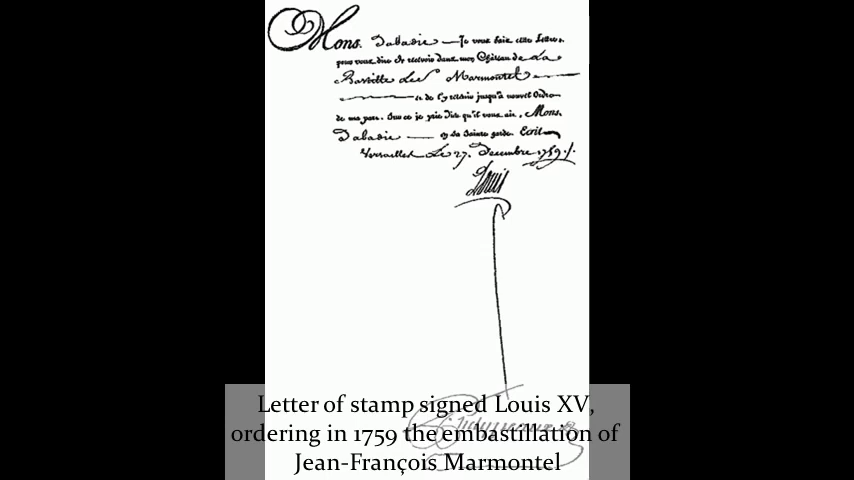 Mons. Dabadie — Je vous fais cette Lettre,
pour vous dire de recevoir dans mon Château de La
Bastille le S. Marmontel
et de l'y retenir jusqu'à nouvel Ordre
de ma part. Sur ce je prie Dieu qu'il vous ait, Mons.
Dabadie — en Sa Sainte garde. Ecrit
Versailles Le 27. Decembre 1759./.
Louis
Letter of stamp signed Louis XV,
ordering in 1759 the embastillation of
Jean-François Marmontel